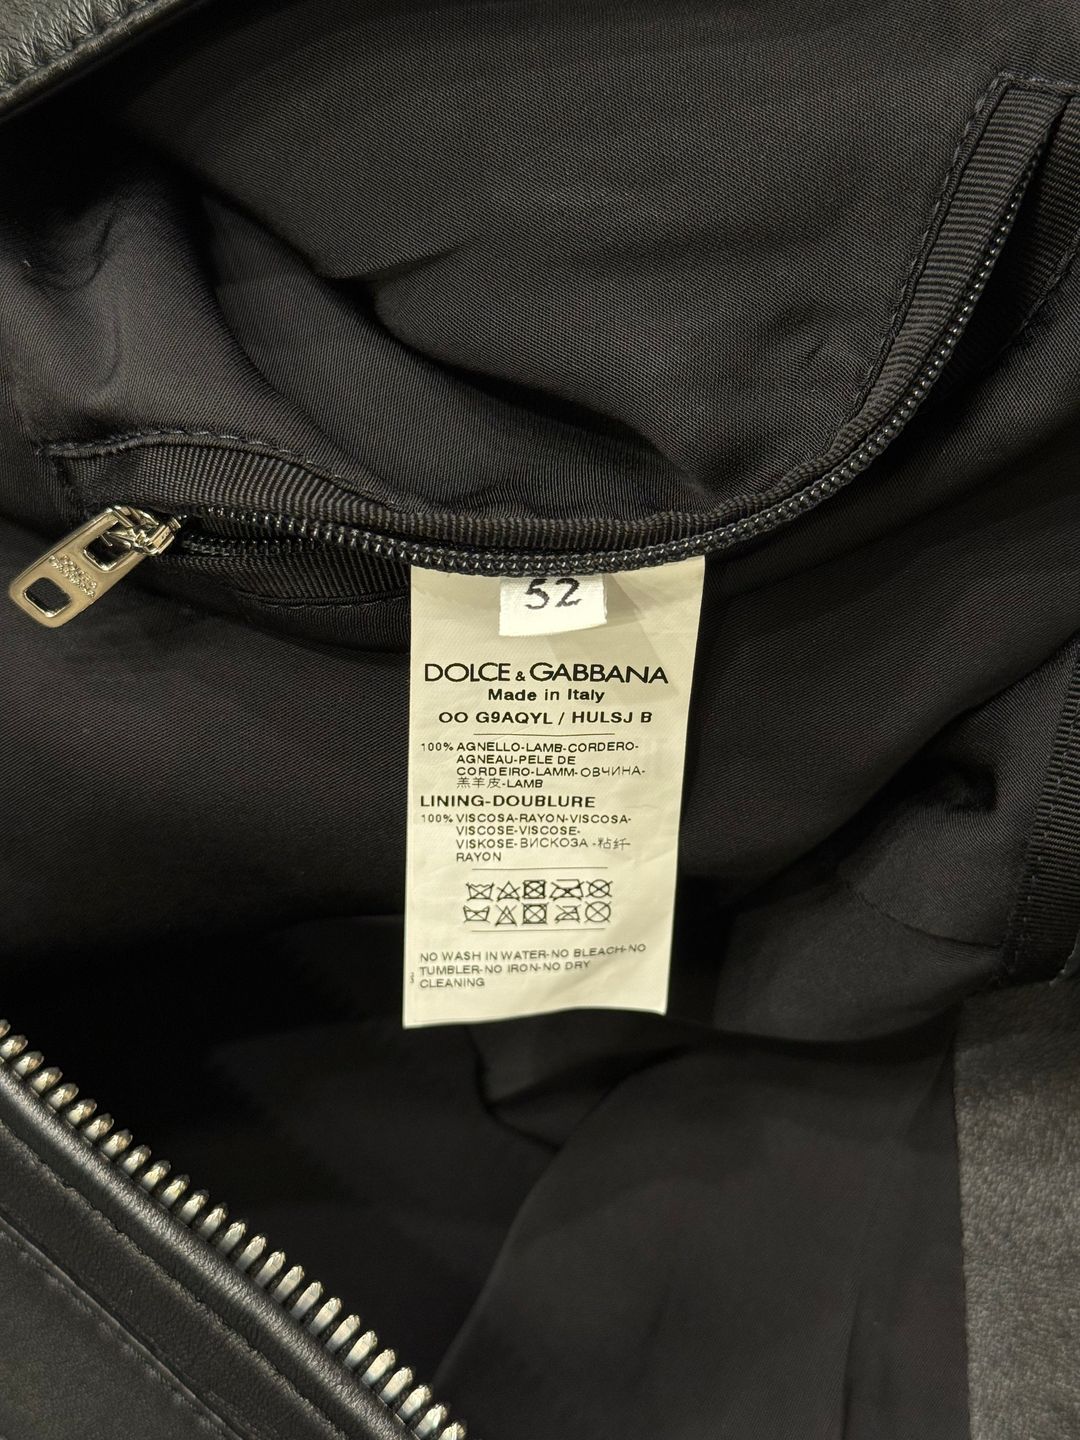 52
DOLCE & GABBANA
Made in Italy
OO G9AQYL / HULSJ B
100% AGNELLO-LAMB-CORDERO-
AGNEAU-PELE DE
CORDEIRO-LAMM-ОВЧИНА-
羔羊皮-LAMB
LINING-DOUBLURE
100% VISCOSA-RAYON-VISCOSA-
VISCOSE-VISCOSE-
VISKOSE-ВИСКОЗА-粘纤-
RAYON
NO WASH IN WATER-NO BLEACH-NO
TUMBLER-NO IRON-NO DRY
CLEANING